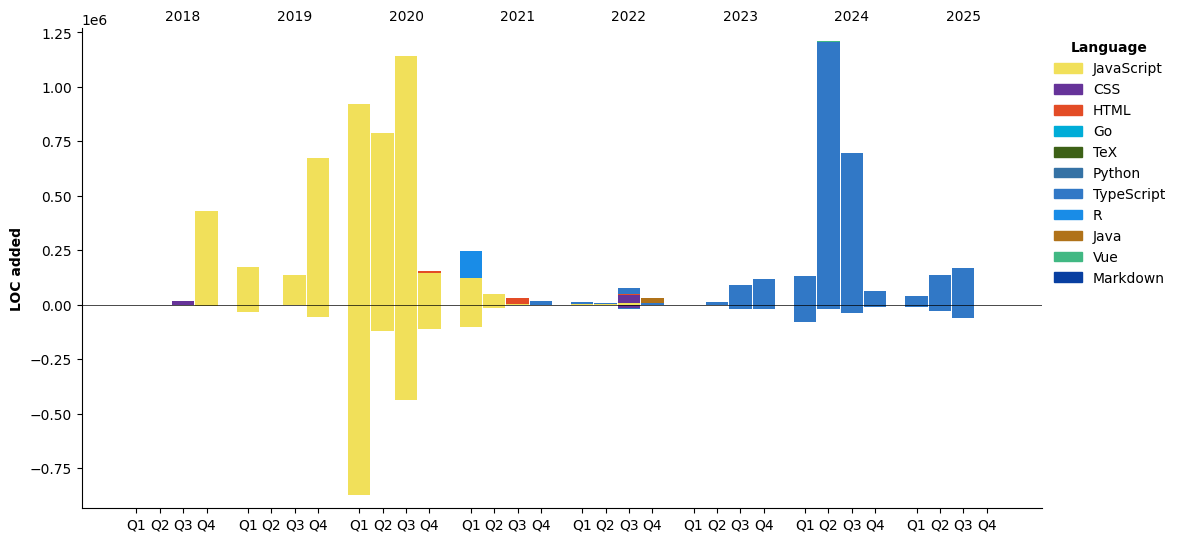 2018 2019 2020 2021 2022 2023 2024 2025
1e6
1.25
1.00
0.75
0.50
0.25
0.00
−0.25
−0.50
−0.75
LOC added
Q1 Q2 Q3 Q4 Q1 Q2 Q3 Q4 Q1 Q2 Q3 Q4 Q1 Q2 Q3 Q4 Q1 Q2 Q3 Q4 Q1 Q2 Q3 Q4 Q1 Q2 Q3 Q4 Q1 Q2 Q3 Q4
Language
JavaScript
CSS
HTML
Go
TeX
Python
TypeScript
R
Java
Vue
Markdown